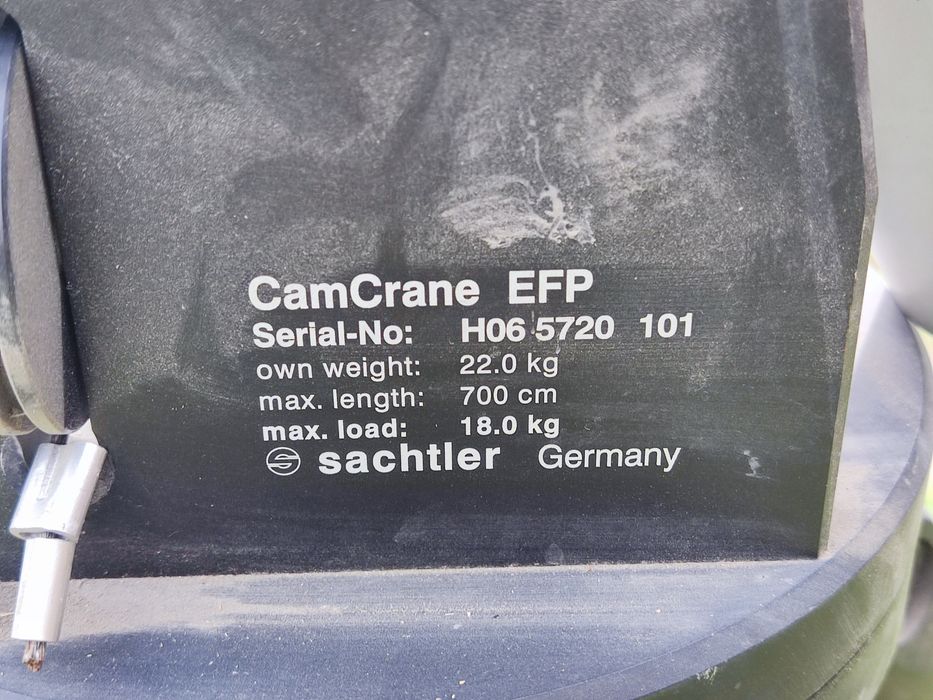 CamCrane EFP
Serial-No: H06 5720 101
own weight: 22.0 kg
max. length: 700 cm
max. load: 18.0 kg
sachtler Germany